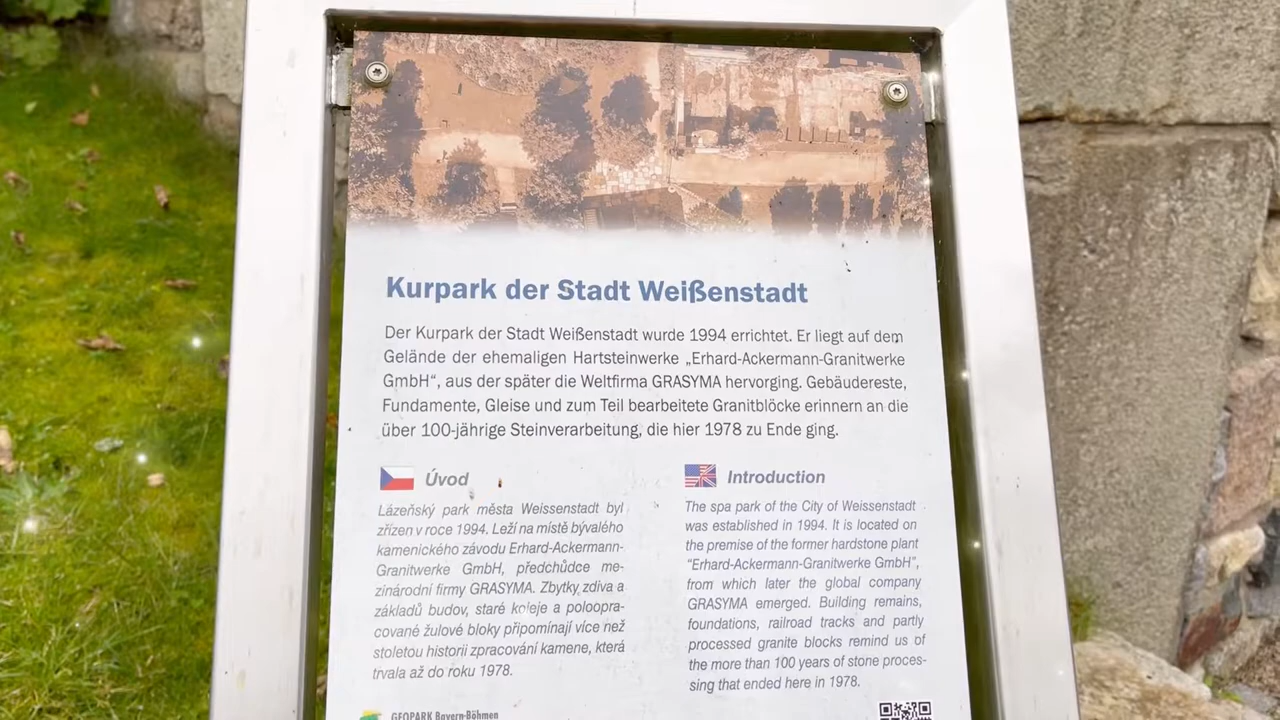 Kurpark der Stadt Weißenstadt
Der Kurpark der Stadt Weißenstadt wurde 1994 errichtet. Er liegt auf dem
Gelände der ehemaligen Hartsteinwerke „Erhard-Ackermann-Granitwerke
GmbH“, aus der später die Weltfirma GRASYMA hervorging. Gebäudereste,
Fundamente, Gleise und zum Teil bearbeitete Granitblöcke erinnern an die
über 100-jährige Steinverarbeitung, die hier 1978 zu Ende ging.
Úvod
Lázeňský park města Weissenstadt byl
zřízen v roce 1994. Leží na místě bývalého
kamenického závodu Erhard-Ackermann-
Granitwerke GmbH, předchůdce me-
zinárodní firmy GRASYMA. Zbytky zdiva a
základů budov, staré koleje a poloopra-
cované žulové bloky připomínají více než
stoletou historii zpracování kamene, která
trvala až do roku 1978.
Introduction
The spa park of the City of Weissenstadt
was established in 1994. It is located on
the premise of the former hardstone plant
“Erhard-Ackermann-Granitwerke GmbH”,
from which later the global company
GRASYMA emerged. Building remains,
foundations, railroad tracks and partly
processed granite blocks remind us of
the more than 100 years of stone proces-
sing that ended here in 1978.
GEOPARK Bayern-Böhmen